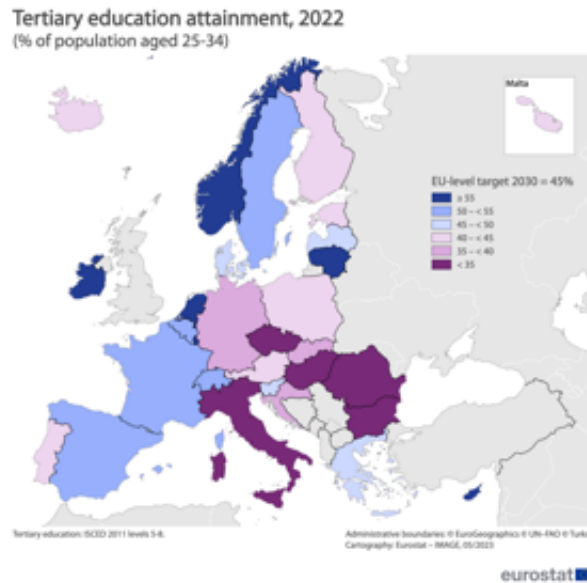 Tertiary education attainment, 2022
(% of population aged 25-34)
Malta
EU-level target 2030 = 45%
≥ 55
50 – < 55
45 – < 50
40 – < 45
35 – < 40
< 35
Tertiary education: ISCED 2011 levels 5-8.
Administrative boundaries: © EuroGeographics © UN–FAO © Turk
Cartography: Eurostat – IMAGE, 05/2023
eurostat